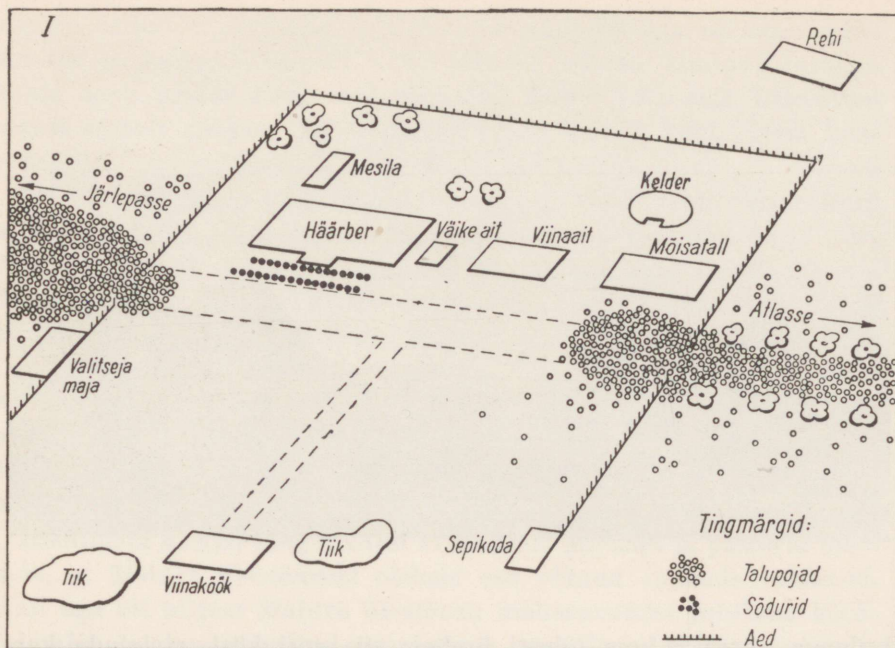 I
Rehi
Mesila
Kelder
Järlepasse
Häärber
Väike ait
Viinaait
Mõisatall
Atlasse
Valitseja
maja
Tiik
Viinaköök
Tiik
Sepikoda
Tingmärgid:
Talupojad
Sõdurid
Aed